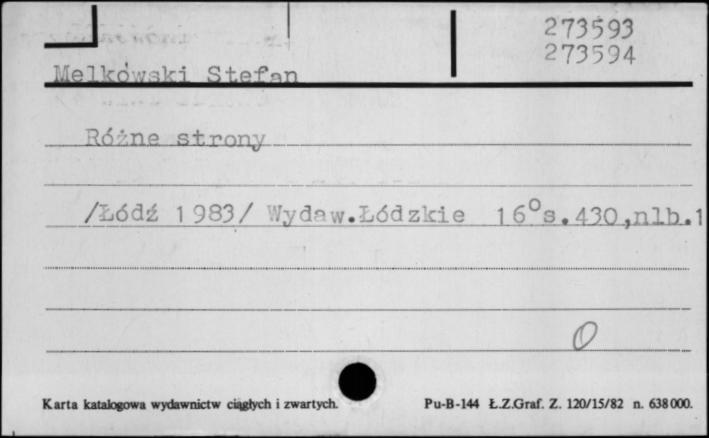 273593
273594
Melkowski Stefan
Różne strony
/Łódź 1983/ Wydaw.Łódzkie 16°s.430,nlb.1
0
Karta katalogowa wydawnictw ciągłych i zwartych.
Pu-B-144 Ł.Z.Graf. Z. 120/15/82 n. 638000.